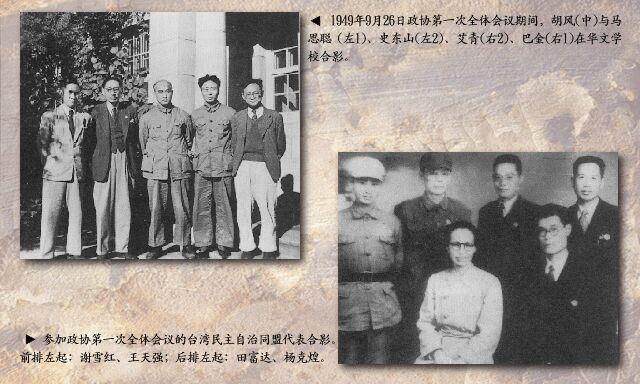 ◀ 1949年9月26日政协第一次全体会议期间，胡风(中)与马
思聪(左1)、史东山(左2)、艾青(右2)、巴金(右1)在华文学
校合影。
▶ 参加政协第一次全体会议的台湾民主自治同盟代表合影。
前排左起：谢雪红、王天强；后排左起：田富达、杨克煌。